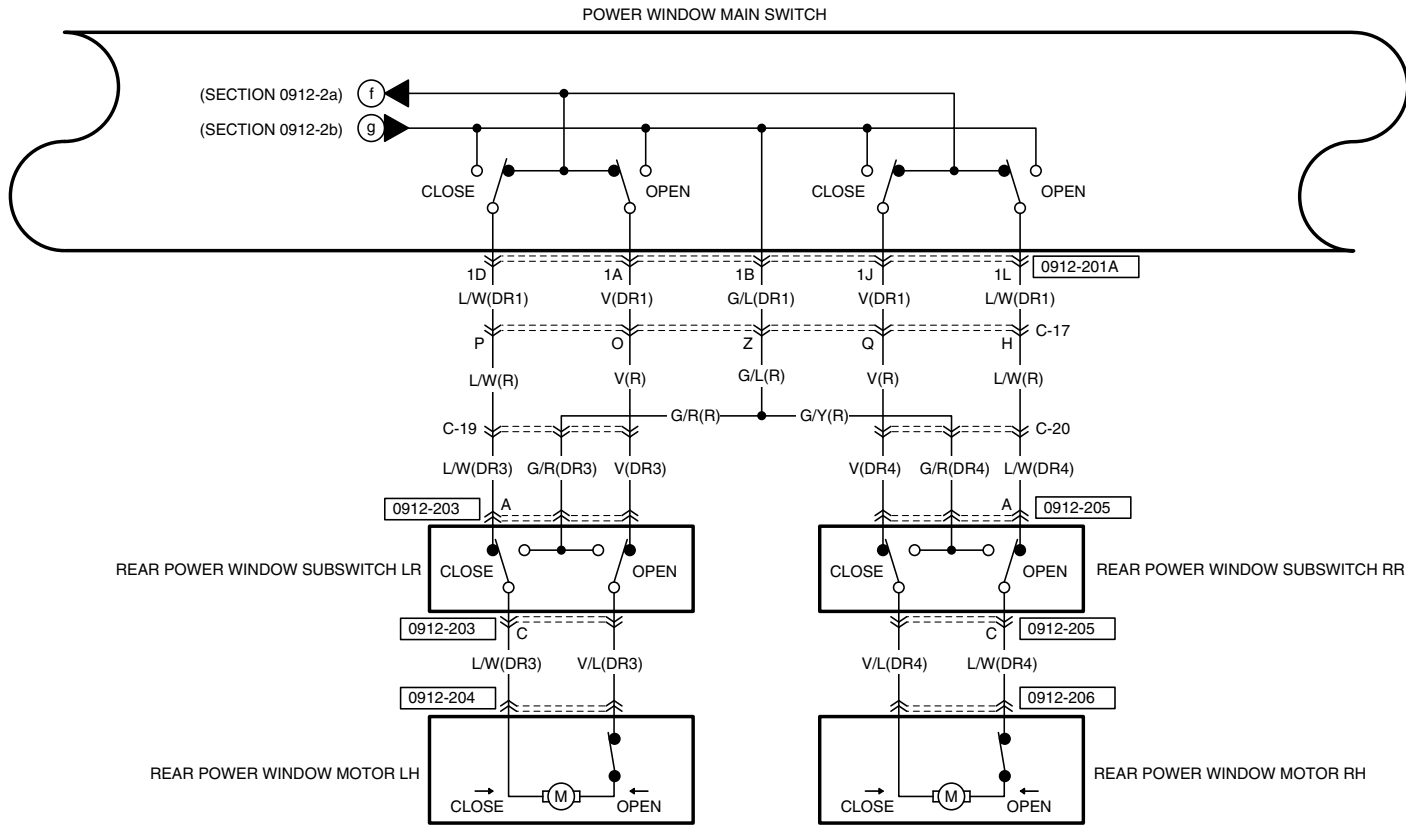 POWER WINDOW MAIN SWITCH
(SECTION 0912-2a) f
(SECTION 0912-2b) g
CLOSE OPEN CLOSE OPEN
1D 1A 1B 1J 1L 0912-201A
L/W(DR1) V(DR1) G/L(DR1) V(DR1) L/W(DR1)
C-17
P O Z Q H
L/W(R) V(R) G/L(R) V(R) L/W(R)
G/R(R) G/Y(R)
C-19 C-20
L/W(DR3) G/R(DR3) V(DR3) V(DR4) G/R(DR4) L/W(DR4)
0912-203 A A 0912-205
REAR POWER WINDOW SUBSWITCH LR CLOSE OPEN CLOSE OPEN REAR POWER WINDOW SUBSWITCH RR
0912-203 C C 0912-205
L/W(DR3) V/L(DR3) V/L(DR4) L/W(DR4)
0912-204 0912-206
REAR POWER WINDOW MOTOR LH REAR POWER WINDOW MOTOR RH
CLOSE M OPEN CLOSE M OPEN